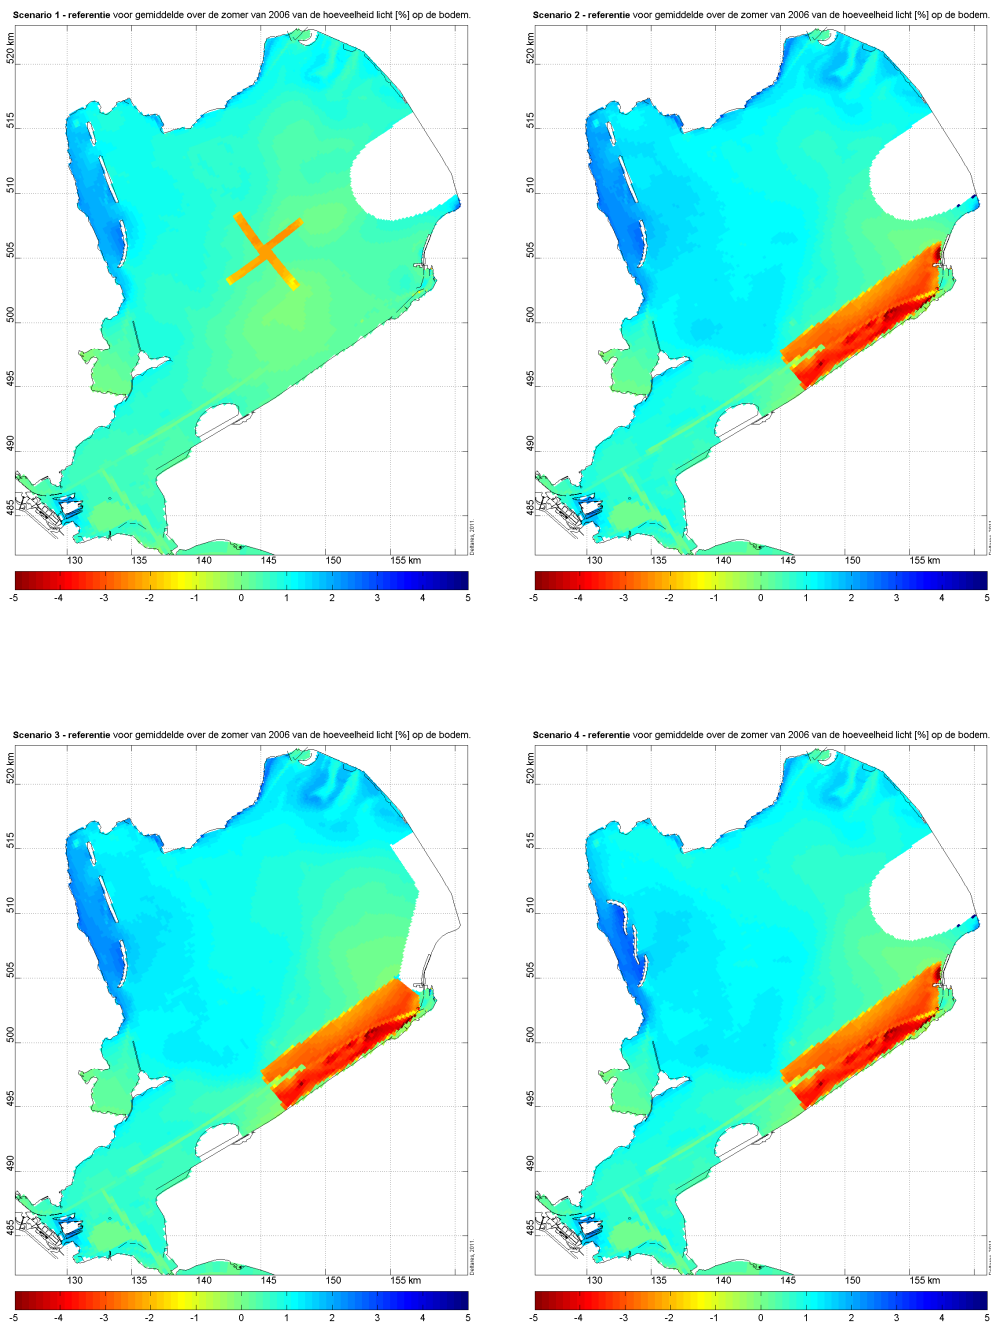 Scenario 1 - referentie voor gemiddelde over de zomer van 2006 van de hoeveelheid licht [%] op de bodem.
520 km
515
510
505
500
495
490
485
130 135 140 145 150 155 km
Deltares, 2011.
-5 -4 -3 -2 -1 0 1 2 3 4 5
Scenario 2 - referentie voor gemiddelde over de zomer van 2006 van de hoeveelheid licht [%] op de bodem.
520 km
515
510
505
500
495
490
485
130 135 140 145 150 155 km
Deltares, 2011.
-5 -4 -3 -2 -1 0 1 2 3 4 5
Scenario 3 - referentie voor gemiddelde over de zomer van 2006 van de hoeveelheid licht [%] op de bodem.
520 km
515
510
505
500
495
490
485
130 135 140 145 150 155 km
Deltares, 2011.
-5 -4 -3 -2 -1 0 1 2 3 4 5
Scenario 4 - referentie voor gemiddelde over de zomer van 2006 van de hoeveelheid licht [%] op de bodem.
520 km
515
510
505
500
495
490
485
130 135 140 145 150 155 km
Deltares, 2011.
-5 -4 -3 -2 -1 0 1 2 3 4 5